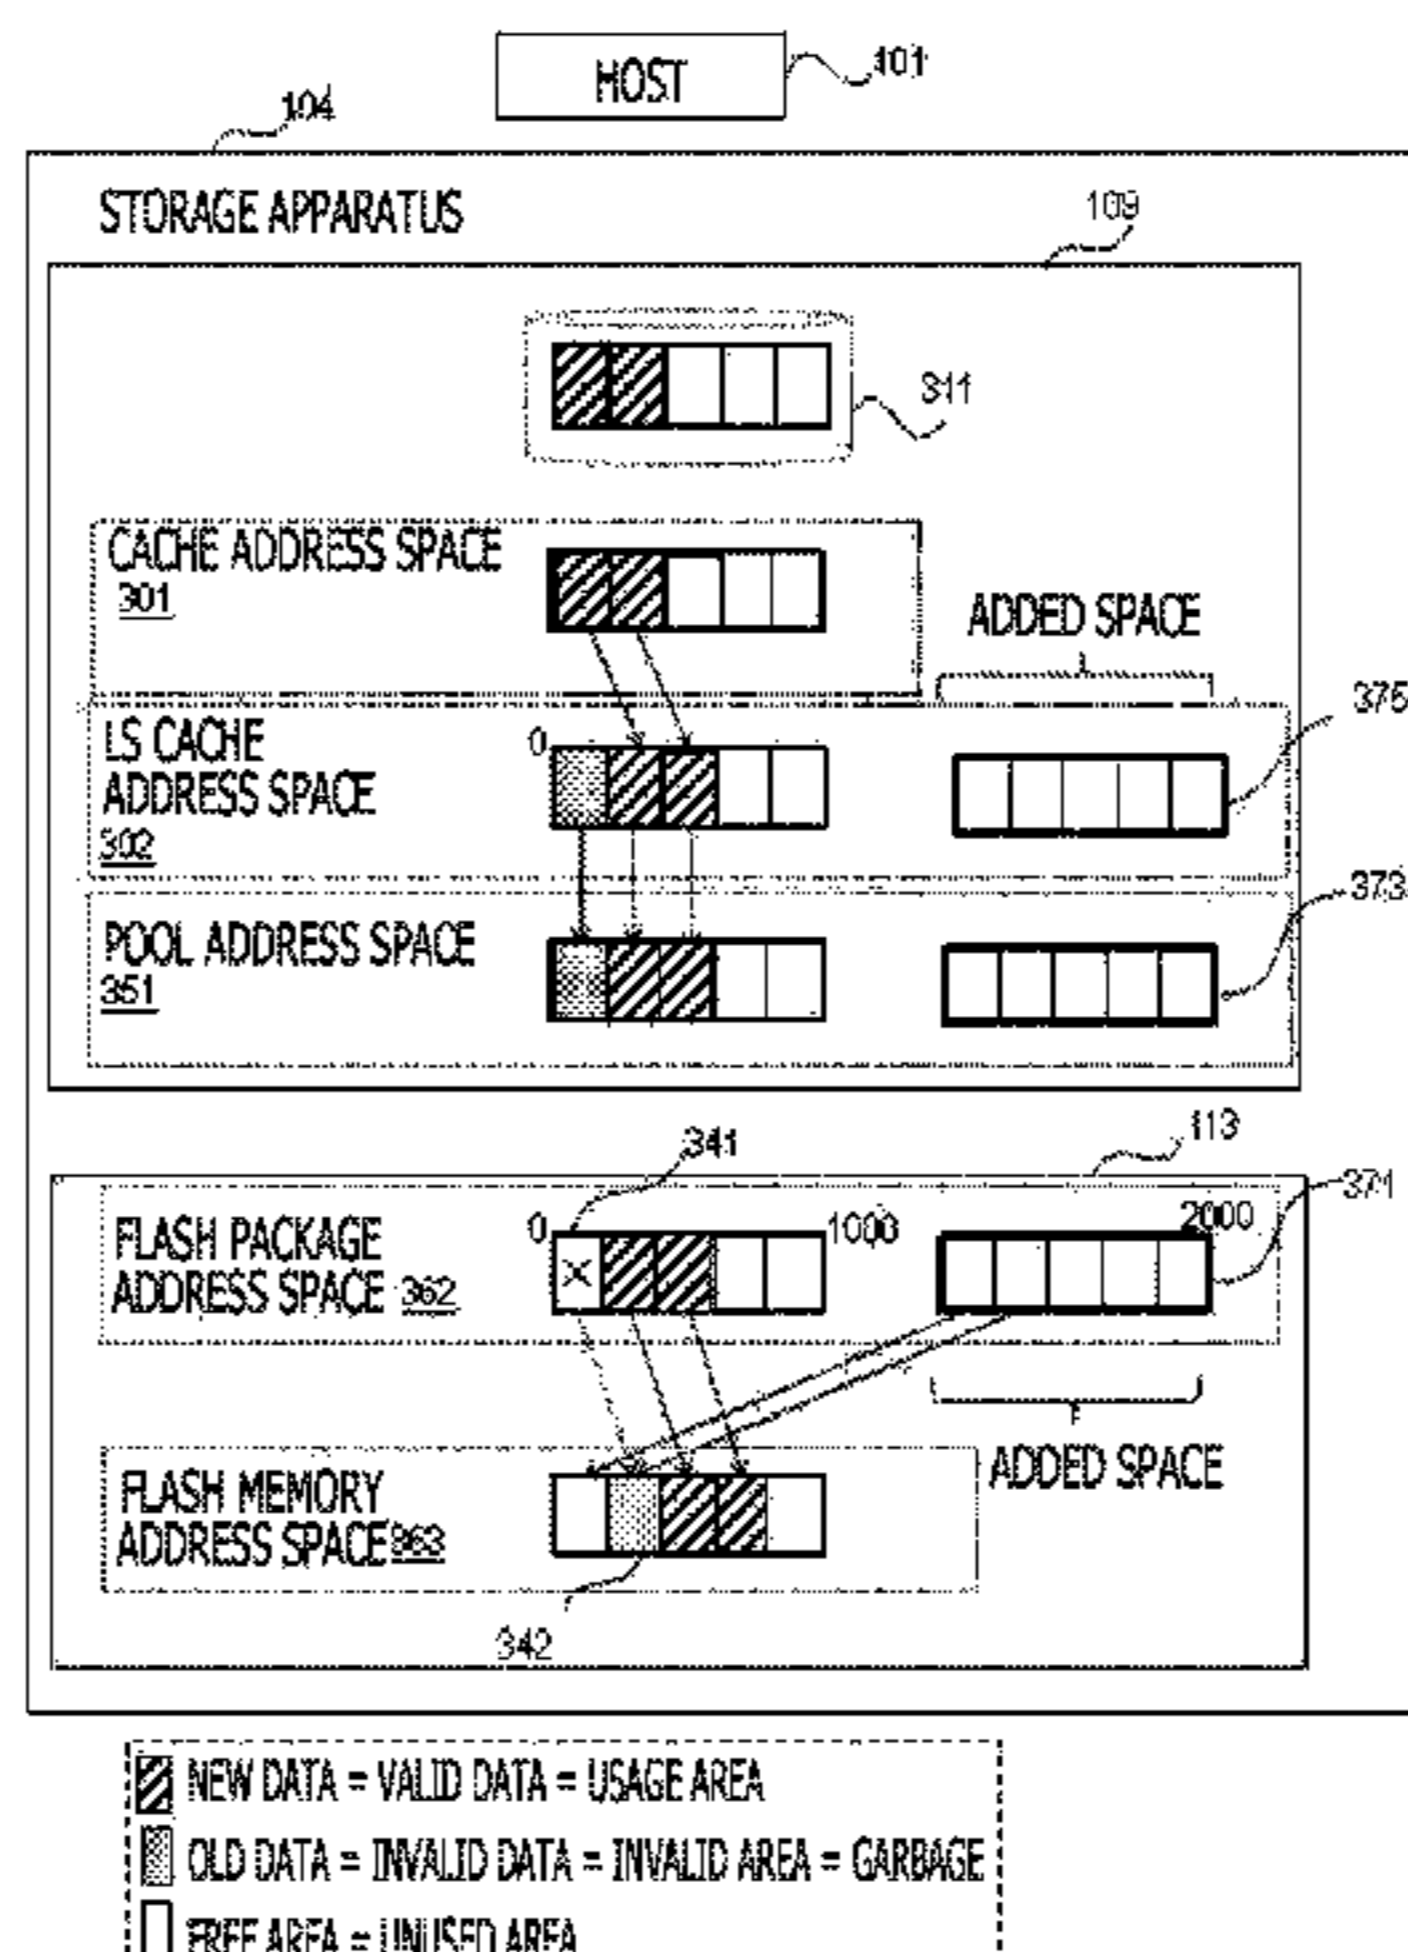 HOST
101
104
STORAGE APPARATUS
109
311
CACHE ADDRESS SPACE
301
ADDED SPACE
375
LS CACHE
ADDRESS SPACE
302
0
373
POOL ADDRESS SPACE
351
113
341
371
FLASH PACKAGE
ADDRESS SPACE 362
0
1000
2000
ADDED SPACE
FLASH MEMORY
ADDRESS SPACE 363
342
NEW DATA = VALID DATA = USAGE AREA
OLD DATA = INVALID DATA = INVALID AREA = GARBAGE
FREE AREA = UNUSED AREA